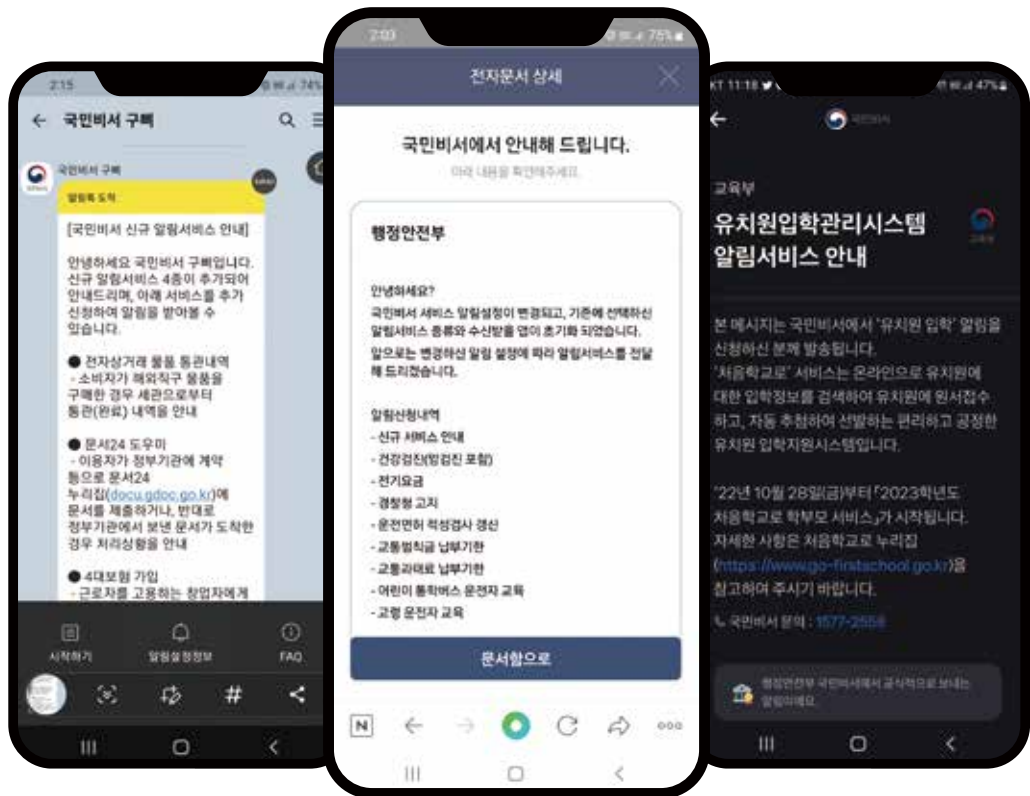 2:15
74%
국민비서 구삐
국민비서 구삐
알림톡 도착
[국민비서 신규 알림서비스 안내]
안녕하세요 국민비서 구삐입니다.
신규 알림서비스 4종이 추가되어
안내드리며, 아래 서비스를 추가
신청하여 알림을 받아볼 수
있습니다.
● 전자상거래 물품 통관내역
- 소비자가 해외직구 물품을
구매한 경우 세관으로부터
통관(완료) 내역을 안내
● 문서24 도우미
- 이용자가 정부기관에 계약
등으로 문서24
누리집(docu.gdoc.go.kr)에
문서를 제출하거나, 반대로
정부기관에서 보낸 문서가 도착한
경우 처리상황을 안내
● 4대보험 가입
- 근로자를 고용하는 창업자에게
시작하기 알림설정정보 FAQ
#
2:03
75%
전자문서 상세
국민비서에서 안내해 드립니다.
아래 내용을 확인해주세요.
행정안전부
안녕하세요?
국민비서 서비스 알림설정이 변경되고, 기존에 선택하신
알림서비스 종류와 수신받을 앱이 초기화 되었습니다.
앞으로는 변경하신 알림 설정에 따라 알림서비스를 전달
해 드리겠습니다.
알림신청내역
- 신규 서비스 안내
- 건강검진(암검진 포함)
- 전기요금
- 경찰청 고지
- 운전면허 적성검사 갱신
- 교통범칙금 납부기한
- 교통과태료 납부기한
- 어린이 통학버스 운전자 교육
- 고령 운전자 교육
문서함으로
N
KT 11:18
47%
국민비서
교육부
유치원입학관리시스템
알림서비스 안내
교육부
본 메시지는 국민비서에서 '유치원 입학' 알림을
신청하신 분께 발송됩니다.
'처음학교로' 서비스는 온라인으로 유치원에
대한 입학정보를 검색하여 유치원에 원서접수
하고, 자동 추첨하여 선발하는 편리하고 공정한
유치원 입학지원시스템입니다.
'22년 10월 28일(금)부터 「2023학년도
처음학교로 학부모 서비스」가 시작됩니다.
자세한 사항은 처음학교로 누리집
(https://www.go-firstschool.go.kr)을
참고하여 주시기 바랍니다.
국민비서 문의 : 1577-2558
행정안전부 국민비서에서 공식적으로 보내는
알림이에요.